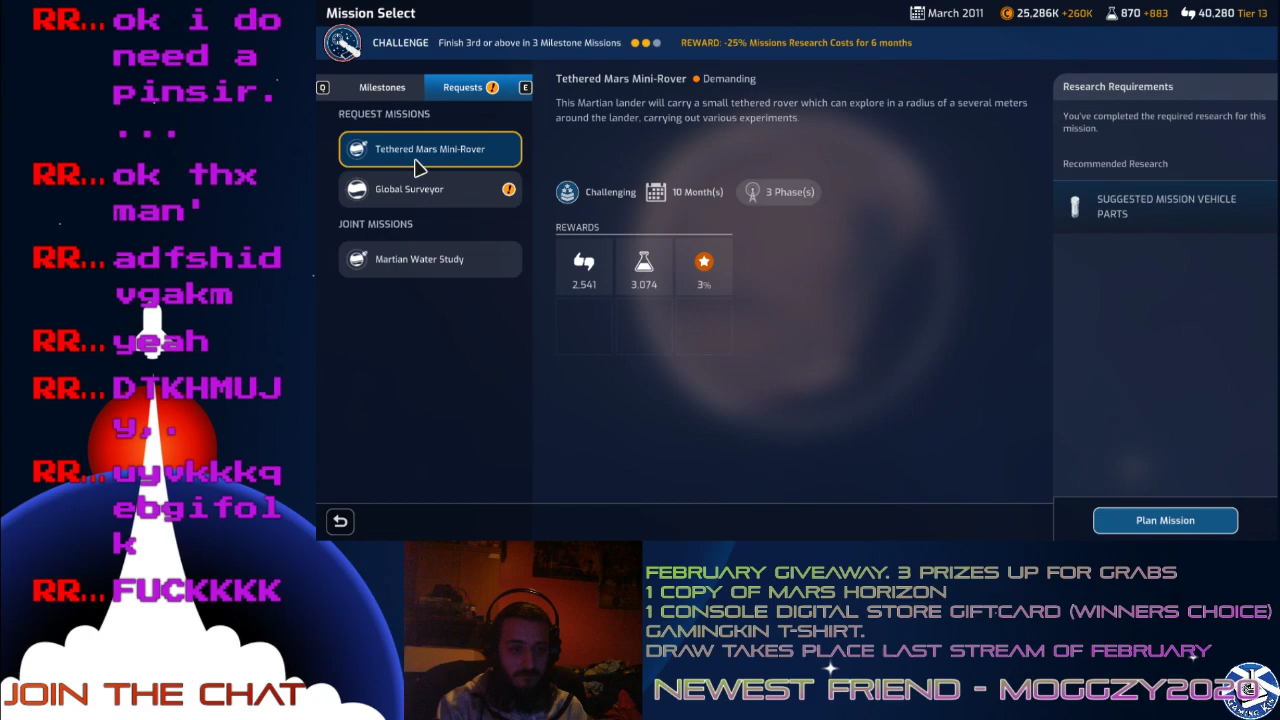 RR... ok i do
need a
pinsir.
...
RR... ok thx
man'
RR... adfshid
vgakm
RR... yeah
RR... DTKHMUJ
y,.
RR... uyvkkkq
ebgifol
k
RR... FUCKKKK
JOIN THE CHAT
Mission Select
March 2011
25,286K +260K
870 +883
40,280 Tier 13
CHALLENGE Finish 3rd or above in 3 Milestone Missions
REWARD: -25% Missions Research Costs for 6 months
Q Milestones Requests ! E
REQUEST MISSIONS
Tethered Mars Mini-Rover
Global Surveyor !
JOINT MISSIONS
Martian Water Study
Tethered Mars Mini-Rover Demanding
This Martian lander will carry a small tethered rover which can explore in a radius of a several meters
around the lander, carrying out various experiments.
Challenging 10 Month(s) 3 Phase(s)
REWARDS
2,541 3,074 3%
Research Requirements
You've completed the required research for this
mission.
Recommended Research
SUGGESTED MISSION VEHICLE
PARTS
Plan Mission
FEBRUARY GIVEAWAY. 3 PRIZES UP FOR GRABS
1 COPY OF MARS HORIZON
1 CONSOLE DIGITAL STORE GIFTCARD (WINNERS CHOICE)
GAMINGKIN T-SHIRT.
DRAW TAKES PLACE LAST STREAM OF FEBRUARY
NEWEST FRIEND - MOGGZY2020